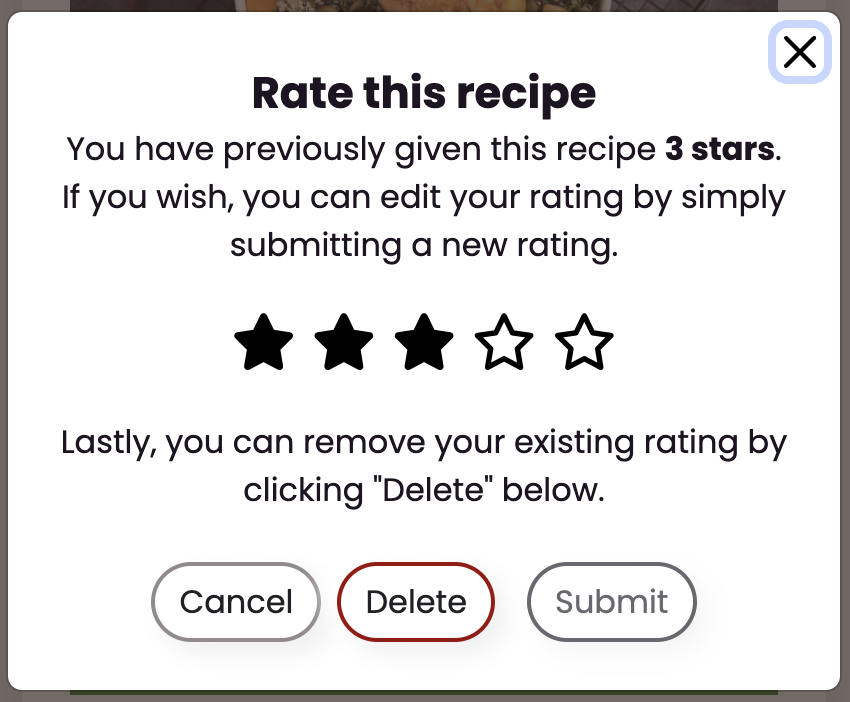 Rate this recipe
You have previously given this recipe 3 stars.
If you wish, you can edit your rating by simply
submitting a new rating.
Lastly, you can remove your existing rating by
clicking "Delete" below.
Cancel Delete Submit